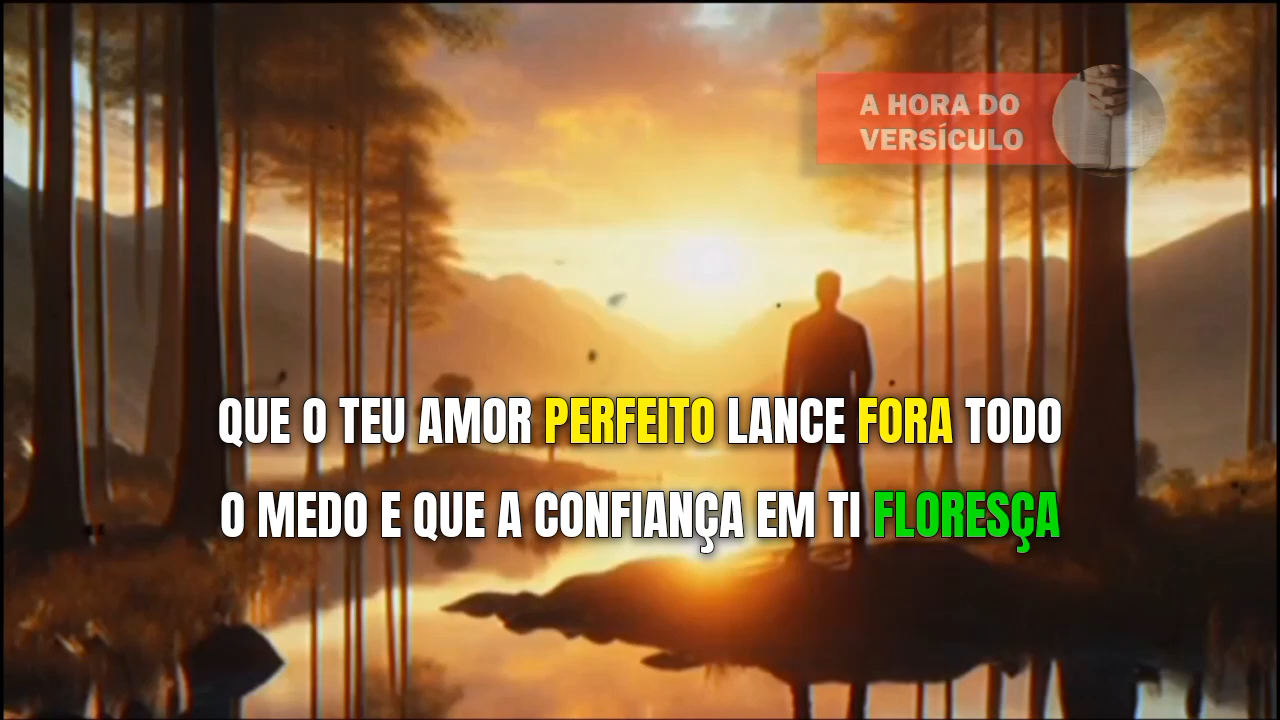 A HORA DO
VERSÍCULO
QUE O TEU AMOR PERFEITO LANCE FORA TODO
O MEDO E QUE A CONFIANÇA EM TI FLORESÇA